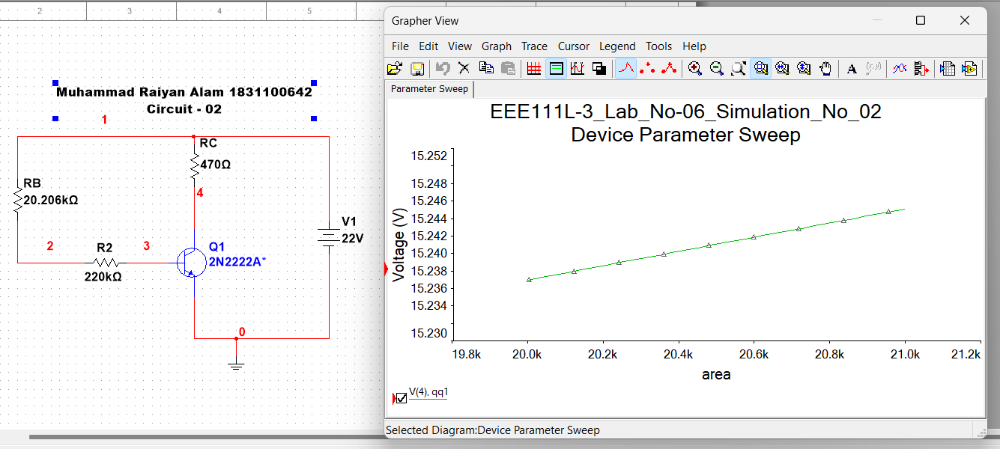 2 3 4 5
Muhammad Raiyan Alam 1831100642
Circuit - 02
1
RC
470Ω
RB
20.206kΩ
4
V1
22V
2
R2
3
220kΩ
Q1
2N2222A*
0
Grapher View
File Edit View Graph Trace Cursor Legend Tools Help
A
Parameter Sweep
EEE111L-3_Lab_No-06_Simulation_No_02
Device Parameter Sweep
Voltage (V)
15.252
15.248
15.246
15.244
15.242
15.240
15.238
15.236
15.234
15.230
19.8k 20.0k 20.2k 20.4k 20.6k 20.8k 21.0k 21.2k
area
V(4), qq1
Selected Diagram:Device Parameter Sweep